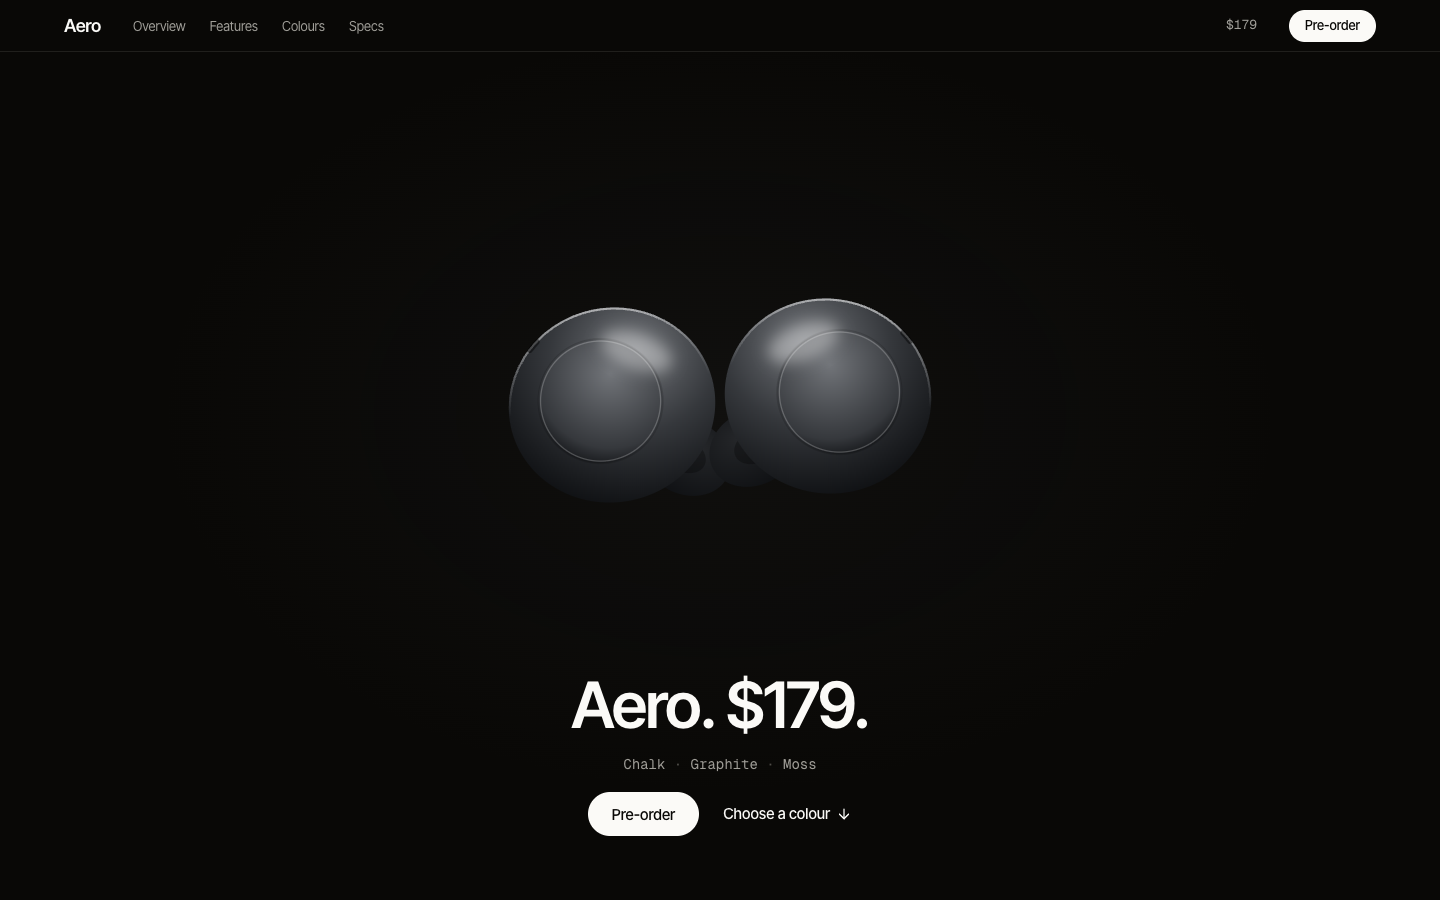 Aero Overview Features Colours Specs $179 Pre-order
Aero. $179.
Chalk · Graphite · Moss
Pre-order Choose a colour ↓